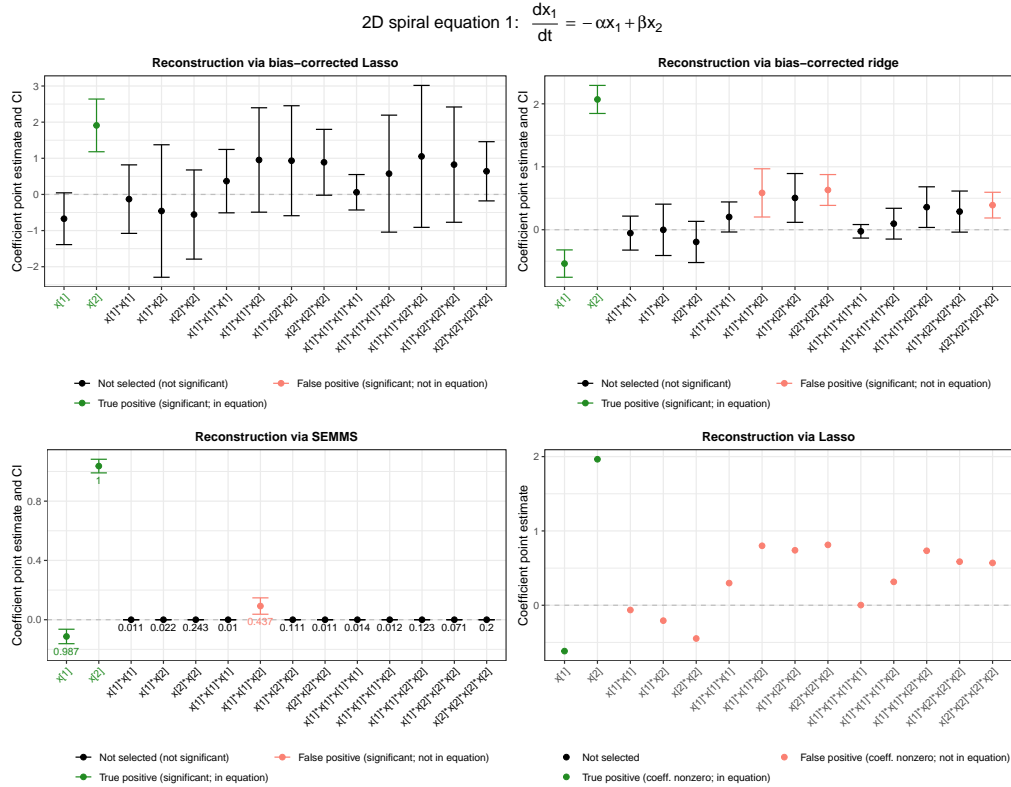 2D spiral equation 1: dx₁/dt = −αx₁+βx₂
Reconstruction via bias−corrected Lasso
Coefficient point estimate and CI
3
2
1
0
−1
−2
x[1]
x[2]
x[1]*x[1]
x[1]*x[2]
x[2]*x[2]
x[1]*x[1]*x[1]
x[1]*x[1]*x[2]
x[1]*x[2]*x[2]
x[2]*x[2]*x[2]
x[1]*x[1]*x[1]*x[1]
x[1]*x[1]*x[1]*x[2]
x[1]*x[1]*x[2]*x[2]
x[1]*x[2]*x[2]*x[2]
x[2]*x[2]*x[2]*x[2]
Not selected (not significant)
False positive (significant; not in equation)
True positive (significant; in equation)
Reconstruction via bias−corrected ridge
Coefficient point estimate and CI
2
1
0
x[1]
x[2]
x[1]*x[1]
x[1]*x[2]
x[2]*x[2]
x[1]*x[1]*x[1]
x[1]*x[1]*x[2]
x[1]*x[2]*x[2]
x[2]*x[2]*x[2]
x[1]*x[1]*x[1]*x[1]
x[1]*x[1]*x[1]*x[2]
x[1]*x[1]*x[2]*x[2]
x[1]*x[2]*x[2]*x[2]
x[2]*x[2]*x[2]*x[2]
Not selected (not significant)
False positive (significant; not in equation)
True positive (significant; in equation)
Reconstruction via SEMMS
Coefficient point estimate and CI
0.8
0.4
0.0
0.987
1
0.011
0.022
0.243
0.01
0.437
0.111
0.011
0.014
0.012
0.123
0.071
0.2
x[1]
x[2]
x[1]*x[1]
x[1]*x[2]
x[2]*x[2]
x[1]*x[1]*x[1]
x[1]*x[1]*x[2]
x[1]*x[2]*x[2]
x[2]*x[2]*x[2]
x[1]*x[1]*x[1]*x[1]
x[1]*x[1]*x[1]*x[2]
x[1]*x[1]*x[2]*x[2]
x[1]*x[2]*x[2]*x[2]
x[2]*x[2]*x[2]*x[2]
Not selected (not significant)
False positive (significant; not in equation)
True positive (significant; in equation)
Reconstruction via Lasso
Coefficient point estimate
2
1
0
x[1]
x[2]
x[1]*x[1]
x[1]*x[2]
x[2]*x[2]
x[1]*x[1]*x[1]
x[1]*x[1]*x[2]
x[1]*x[2]*x[2]
x[2]*x[2]*x[2]
x[1]*x[1]*x[1]*x[1]
x[1]*x[1]*x[1]*x[2]
x[1]*x[1]*x[2]*x[2]
x[1]*x[2]*x[2]*x[2]
x[2]*x[2]*x[2]*x[2]
Not selected
False positive (coeff. nonzero; not in equation)
True positive (coeff. nonzero; in equation)